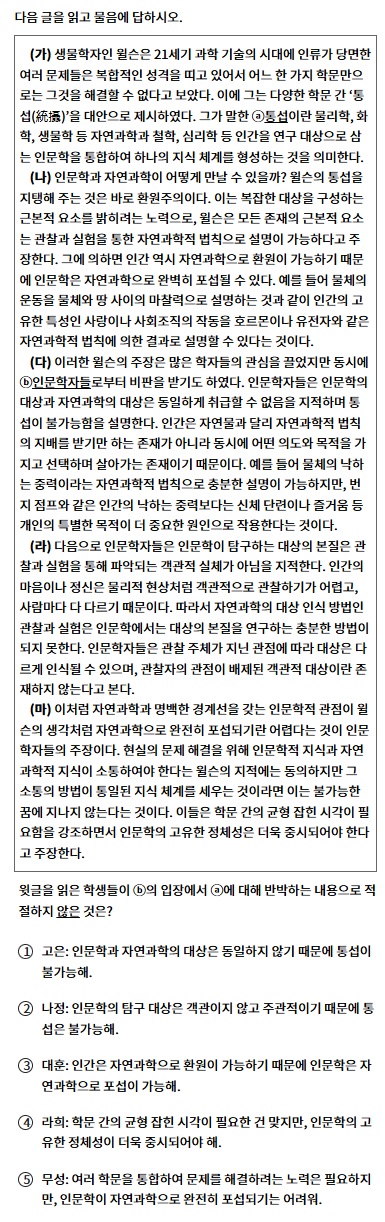 다음 글을 읽고 물음에 답하시오.
(가) 생물학자인 윌슨은 21세기 과학 기술의 시대에 인류가 당면한
여러 문제들은 복합적인 성격을 띠고 있어서 어느 한 가지 학문만으
로는 그것을 해결할 수 없다고 보았다. 이에 그는 다양한 학문 간 ‘통
섭(統攝)’을 대안으로 제시하였다. 그가 말한 ⓐ통섭이란 물리학, 화
학, 생물학 등 자연과학과 철학, 심리학 등 인간을 연구 대상으로 삼
는 인문학을 통합하여 하나의 지식 체계를 형성하는 것을 의미한다.
(나) 인문학과 자연과학이 어떻게 만날 수 있을까? 윌슨의 통섭을
지탱해 주는 것은 바로 환원주의이다. 이는 복잡한 대상을 구성하는
근본적 요소를 밝히려는 노력으로, 윌슨은 모든 존재의 근본적 요소
는 관찰과 실험을 통한 자연과학적 법칙으로 설명이 가능하다고 주
장한다. 그에 의하면 인간 역시 자연과학으로 환원이 가능하기 때문
에 인문학은 자연과학으로 완벽히 포섭될 수 있다. 예를 들어 물체의
운동을 물체와 땅 사이의 마찰력으로 설명하는 것과 같이 인간의 고
유한 특성인 사랑이나 사회조직의 작동을 호르몬이나 유전자와 같은
자연과학적 법칙에 의한 결과로 설명할 수 있다는 것이다.
(다) 이러한 윌슨의 주장은 많은 학자들의 관심을 끌었지만 동시에
ⓑ인문학자들로부터 비판을 받기도 하였다. 인문학자들은 인문학의
대상과 자연과학의 대상은 동일하게 취급할 수 없음을 지적하며 통
섭이 불가능함을 설명한다. 인간은 자연물과 달리 자연과학적 법칙
의 지배를 받기만 하는 존재가 아니라 동시에 어떤 의도와 목적을 가
지고 선택하며 살아가는 존재이기 때문이다. 예를 들어 물체의 낙하
는 중력이라는 자연과학적 법칙으로 충분한 설명이 가능하지만, 번
지 점프와 같은 인간의 낙하는 중력보다는 신체 단련이나 즐거움 등
개인의 특별한 목적이 더 중요한 원인으로 작용한다는 것이다.
(라) 다음으로 인문학자들은 인문학이 탐구하는 대상의 본질은 관
찰과 실험을 통해 파악되는 객관적 실체가 아님을 지적한다. 인간의
마음이나 정신은 물리적 현상처럼 객관적으로 관찰하기가 어렵고,
사람마다 다 다르기 때문이다. 따라서 자연과학의 대상 인식 방법인
관찰과 실험은 인문학에서는 대상의 본질을 연구하는 충분한 방법이
되지 못한다. 인문학자들은 관찰 주체가 지닌 관점에 따라 대상은 다
르게 인식될 수 있으며, 관찰자의 관점이 배제된 객관적 대상이란 존
재하지 않는다고 본다.
(마) 이처럼 자연과학과 명백한 경계선을 갖는 인문학적 관점이 윌
슨의 생각처럼 자연과학으로 완전히 포섭되기란 어렵다는 것이 인문
학자들의 주장이다. 현실의 문제 해결을 위해 인문학적 지식과 자연
과학적 지식이 소통하여야 한다는 윌슨의 지적에는 동의하지만 그
소통의 방법이 통일된 지식 체계를 세우는 것이라면 이는 불가능한
꿈에 지나지 않는다는 것이다. 이들은 학문 간의 균형 잡힌 시각이 필
요함을 강조하면서 인문학의 고유한 정체성은 더욱 중시되어야 한다
고 주장한다.
윗글을 읽은 학생들이 ⓑ의 입장에서 ⓐ에 대해 반박하는 내용으로 적
절하지 않은 것은?
① 고은: 인문학과 자연과학의 대상은 동일하지 않기 때문에 통섭이
불가능해.
② 나정: 인문학의 탐구 대상은 객관이지 않고 주관적이기 때문에 통
섭은 불가능해.
③ 대훈: 인간은 자연과학으로 환원이 가능하기 때문에 인문학은 자
연과학으로 포섭이 가능해.
④ 라희: 학문 간의 균형 잡힌 시각이 필요한 건 맞지만, 인문학의 고
유한 정체성이 더욱 중시되어야 해.
⑤ 무성: 여러 학문을 통합하여 문제를 해결하려는 노력은 필요하지
만, 인문학이 자연과학으로 완전히 포섭되기는 어려워.